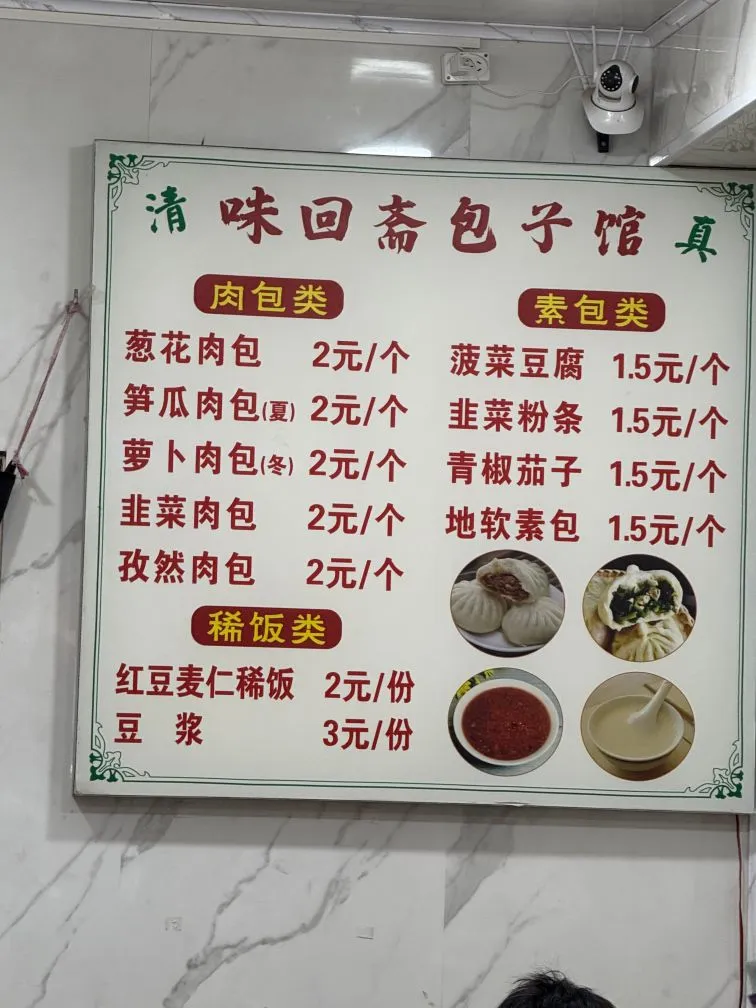 清 味回斋包子馆 真
肉包类
葱花肉包 2元/个
笋瓜肉包(夏) 2元/个
萝卜肉包(冬) 2元/个
韭菜肉包 2元/个
孜然肉包 2元/个
稀饭类
红豆麦仁稀饭 2元/份
豆 浆 3元/份
素包类
菠菜豆腐 1.5元/个
韭菜粉条 1.5元/个
青椒茄子 1.5元/个
地软素包 1.5元/个